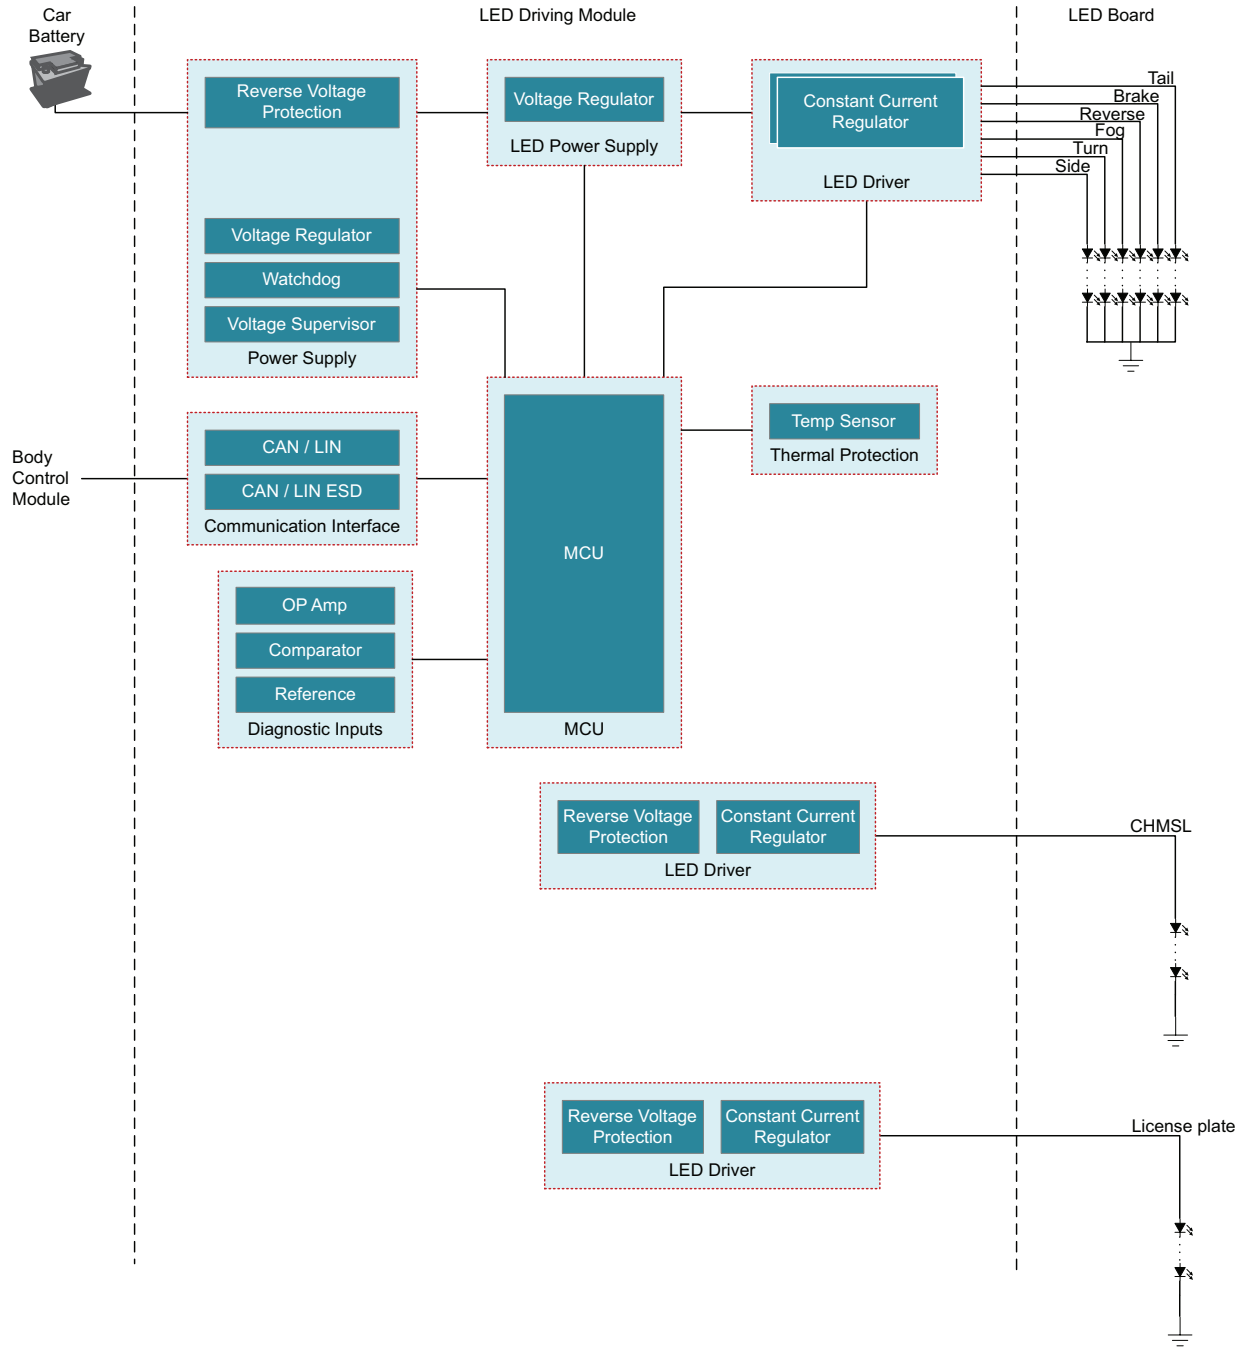 Car
Battery
LED Driving Module
LED Board
Reverse Voltage
Protection
Voltage Regulator
Watchdog
Voltage Supervisor
Power Supply
Voltage Regulator
LED Power Supply
Constant Current
Regulator
LED Driver
Tail
Brake
Reverse
Fog
Turn
Side
Body
Control
Module
CAN / LIN
CAN / LIN ESD
Communication Interface
OP Amp
Comparator
Reference
Diagnostic Inputs
MCU
MCU
Temp Sensor
Thermal Protection
Reverse Voltage
Protection
Constant Current
Regulator
LED Driver
CHMSL
Reverse Voltage
Protection
Constant Current
Regulator
LED Driver
License plate